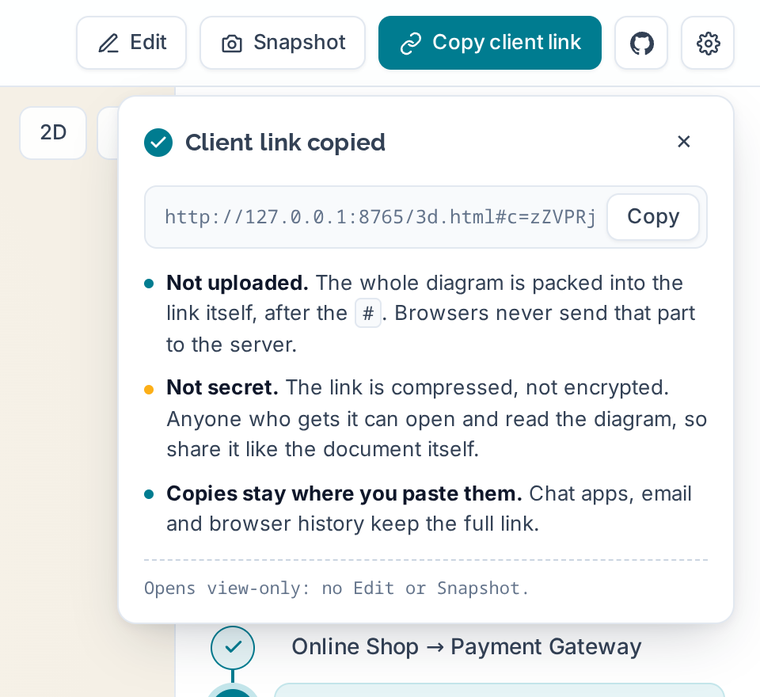 Edit
Snapshot
Copy client link
2D
Client link copied
http://127.0.0.1:8765/3d.html#c=zZVPRj
Copy
Not uploaded. The whole diagram is packed into the
link itself, after the #. Browsers never send that part
to the server.
Not secret. The link is compressed, not encrypted.
Anyone who gets it can open and read the diagram, so
share it like the document itself.
Copies stay where you paste them. Chat apps, email
and browser history keep the full link.
Opens view-only: no Edit or Snapshot.
Online Shop → Payment Gateway